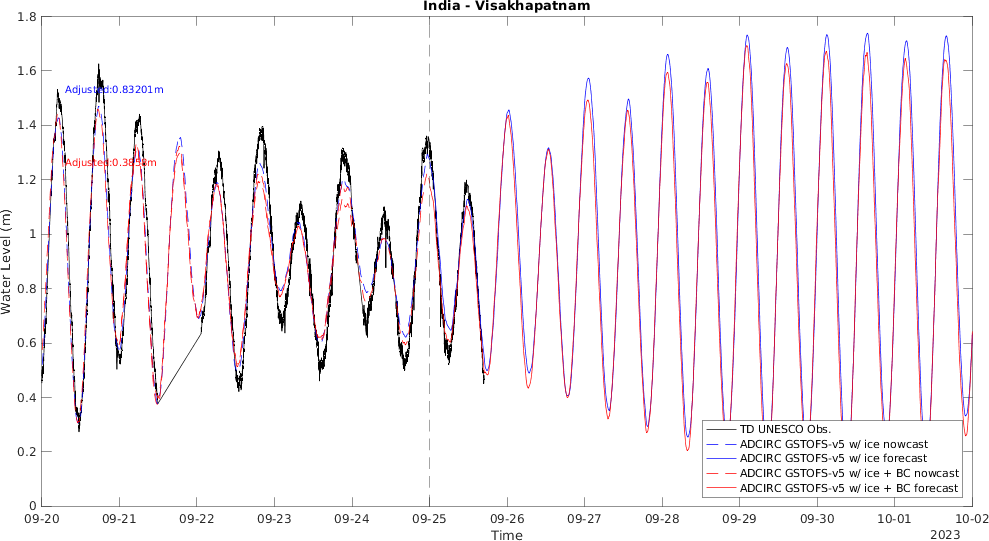 India - Visakhapatnam
1.8
1.6
1.4
1.2
1
0.8
0.6
0.4
0.2
0
Water Level (m)
Adjusted:0.83201m
Adjusted:0.3858m
TD UNESCO Obs.
ADCIRC GSTOFS-v5 w/ ice nowcast
ADCIRC GSTOFS-v5 w/ ice forecast
ADCIRC GSTOFS-v5 w/ ice + BC nowcast
ADCIRC GSTOFS-v5 w/ ice + BC forecast
09-20 09-21 09-22 09-23 09-24 09-25 09-26 09-27 09-28 09-29 09-30 10-01 10-02
Time
2023